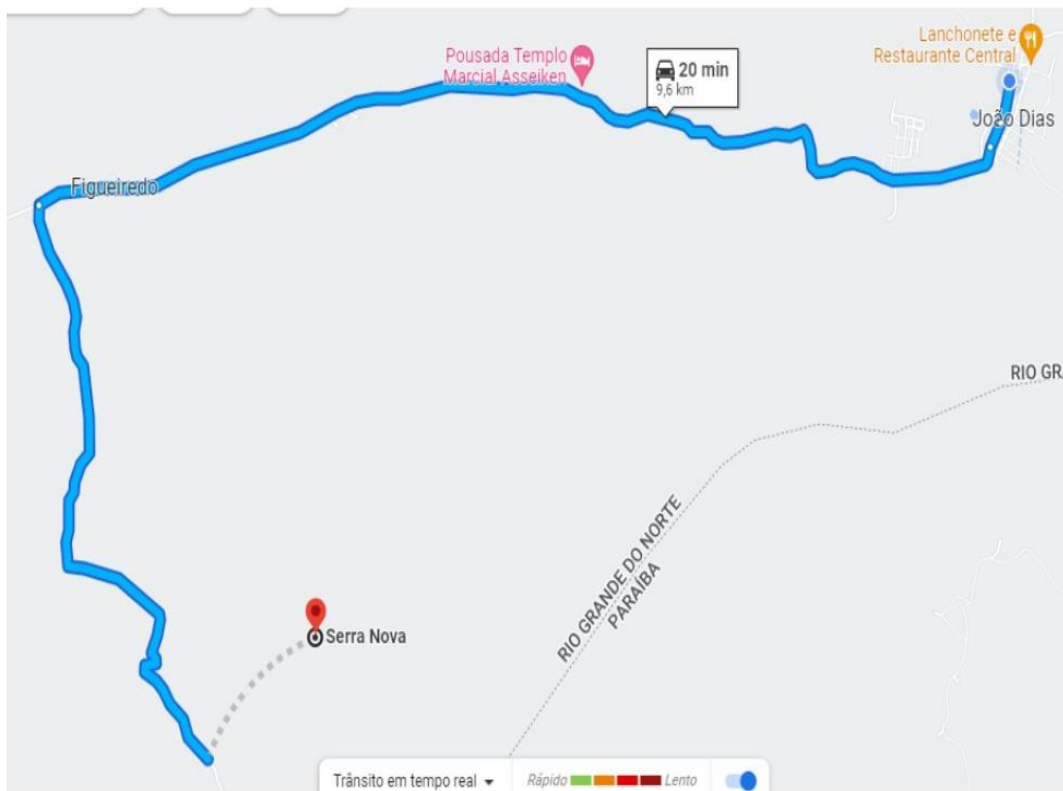 Lanchonete e
Restaurante Central
Pousada Templo
Marcial Asseiken
20 min
9,6 km
João Dias
Figueiredo
RIO GRA
RIO GRANDE DO NORTE
PARAÍBA
Serra Nova
Trânsito em tempo real
Rápido
Lento